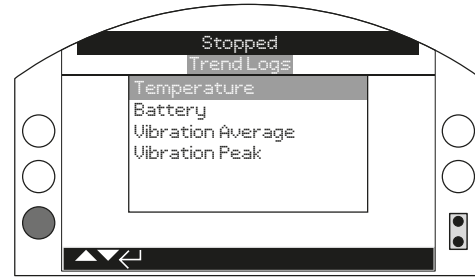 Stopped
Trend Logs
Temperature
Battery
Vibration Average
Vibration Peak